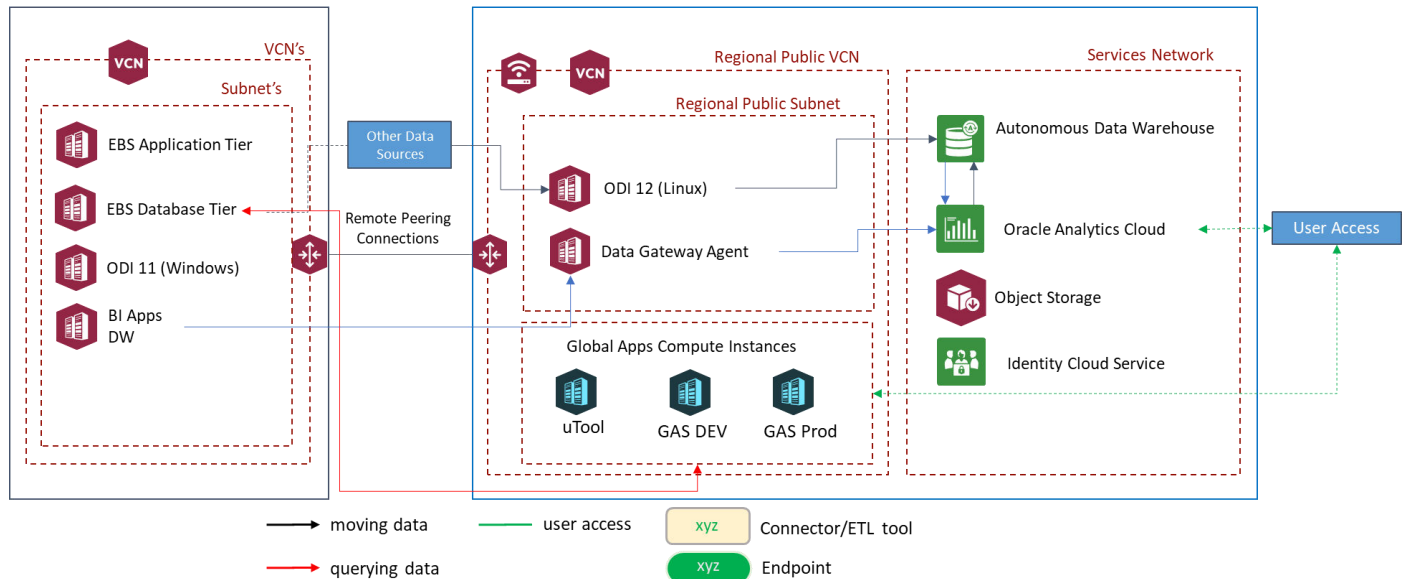 VCN's
VCN
Subnet's
EBS Application Tier
EBS Database Tier
ODI 11 (Windows)
BI Apps
DW
Other Data
Sources
Remote Peering
Connections
Regional Public VCN
VCN
Regional Public Subnet
ODI 12 (Linux)
Data Gateway Agent
Global Apps Compute Instances
uTool
GAS DEV
GAS Prod
Services Network
Autonomous Data Warehouse
Oracle Analytics Cloud
Object Storage
Identity Cloud Service
User Access
moving data
user access
xyz
Connector/ETL tool
querying data
xyz
Endpoint